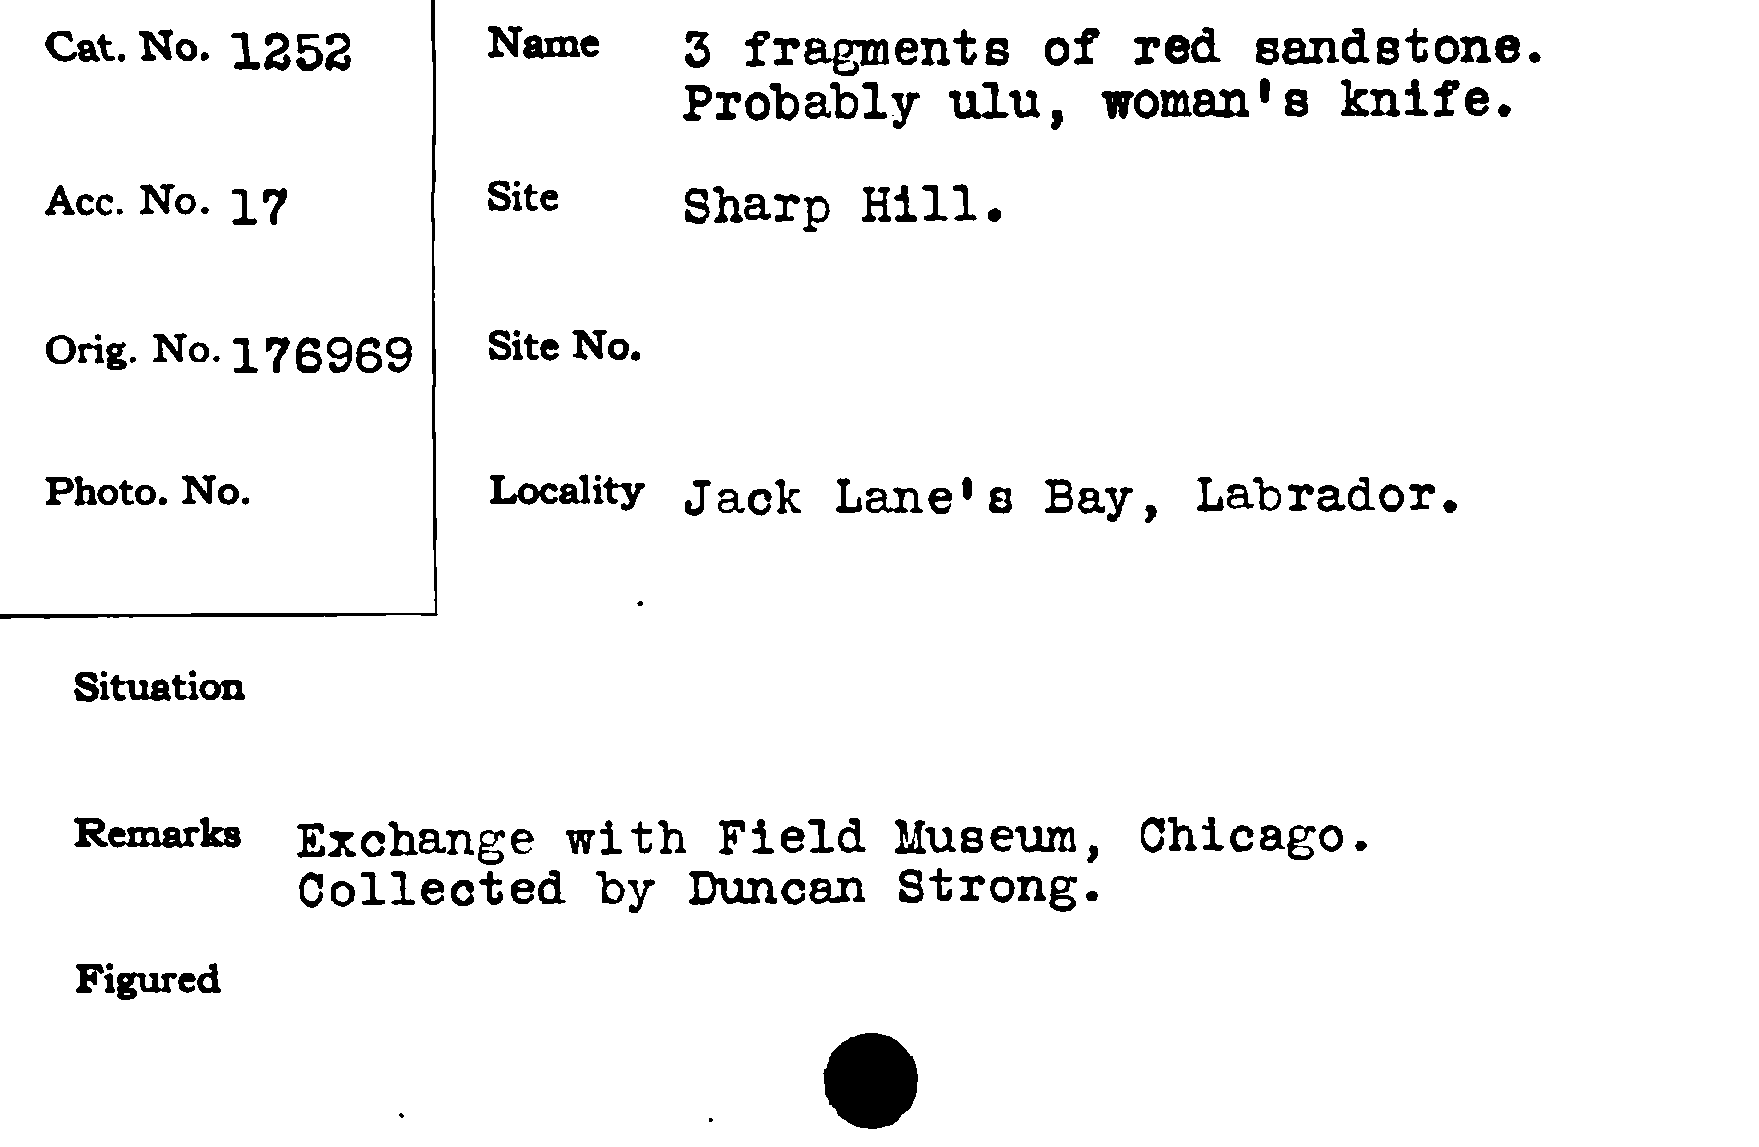 Cat. No. 1252
Name 3 fragments of red sandstone.
Probably ulu, woman's knife.
Acc. No. 17
Site Sharp Hill.
Orig. No. 176969
Site No.
Photo. No.
Locality Jack Lane's Bay, Labrador.
Situation
Remarks Exchange with Field Museum, Chicago.
Collected by Duncan Strong.
Figured